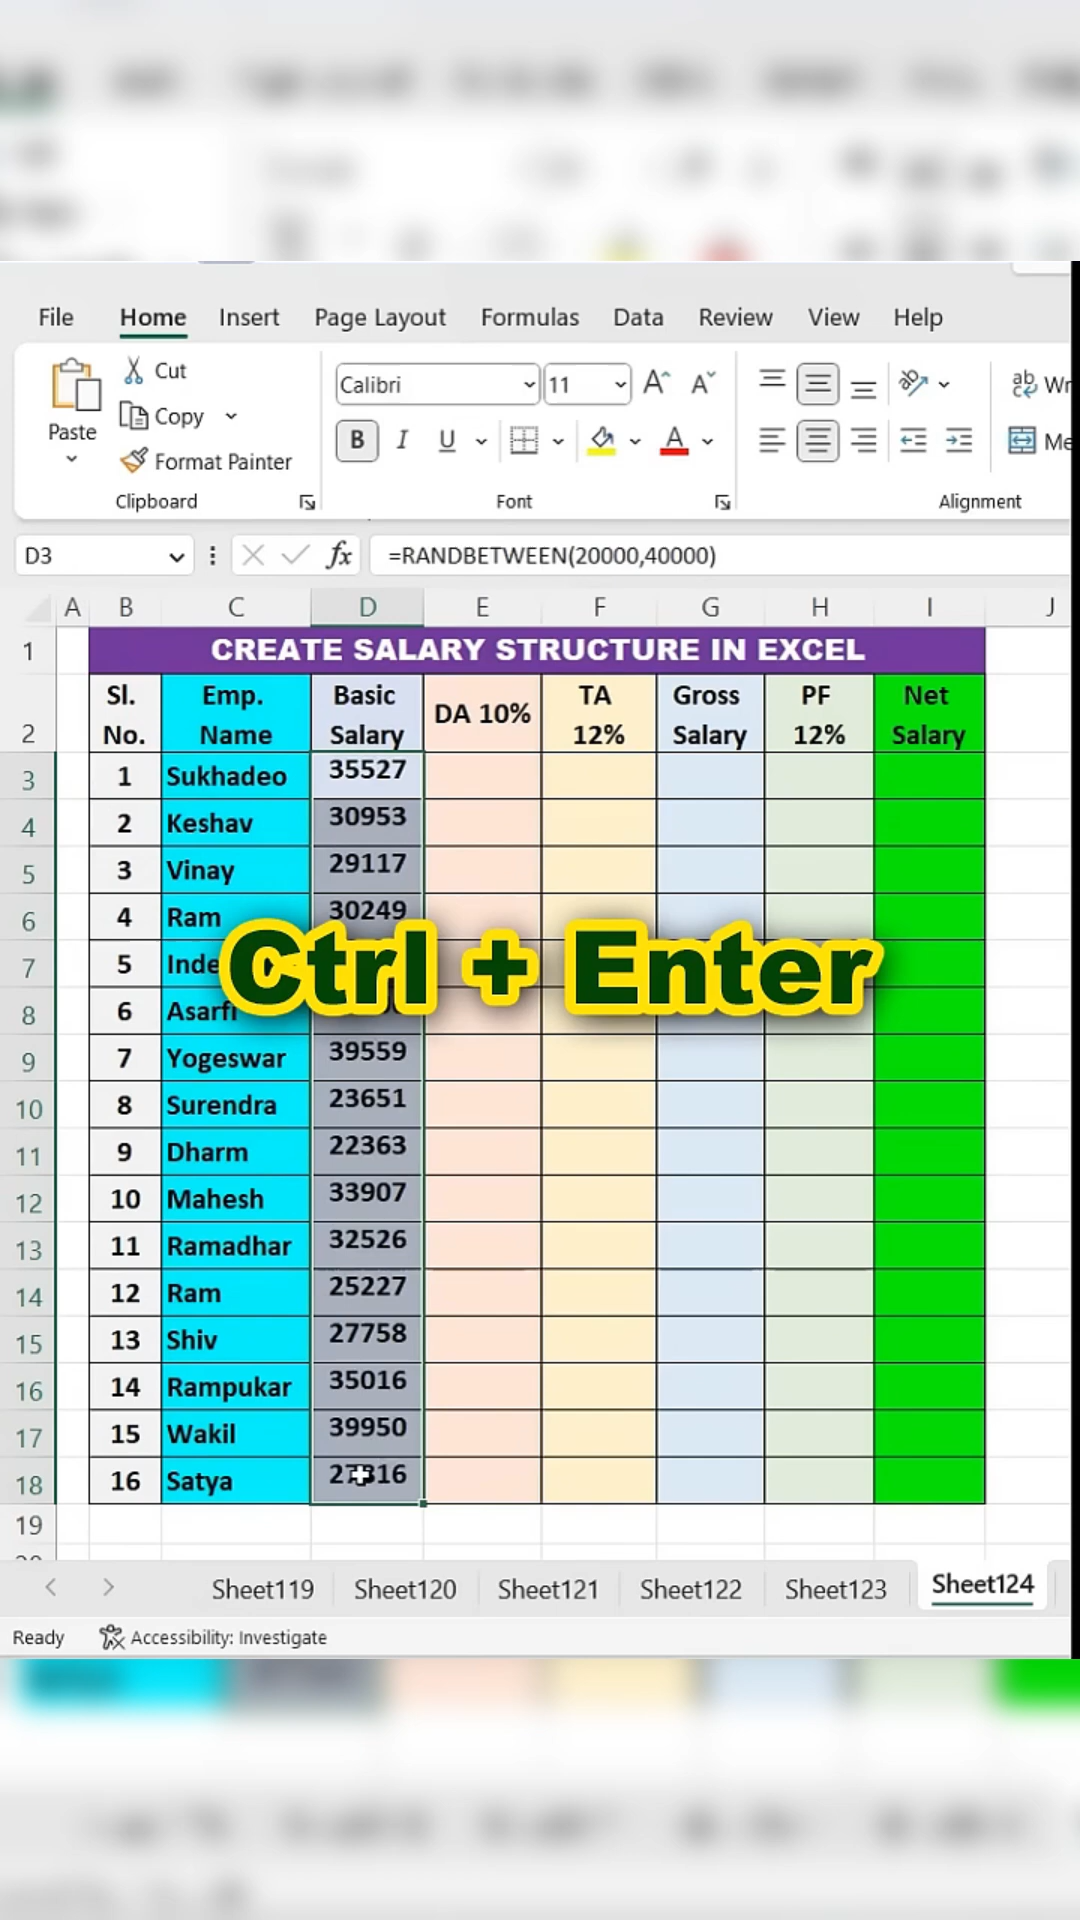 File Home Insert Page Layout Formulas Data Review View Help
Cut
Calibri 11
ab
Copy
Paste
Format Painter
Clipboard Font Alignment
D3 fx =RANDBETWEEN(20000,40000)
A B C D E F G H I J
1 CREATE SALARY STRUCTURE IN EXCEL
Sl. Emp. Basic TA Gross PF Net
DA 10%
2 No. Name Salary 12% Salary 12% Salary
3 1 Sukhadeo 35527
4 2 Keshav 30953
5 3 Vinay 29117
6 4 Ram 30249
Ctrl + Enter
7 5
8 6 Asarfi
9 7 Yogeswar 39559
10 8 Surendra 23651
11 9 Dharm 22363
12 10 Mahesh 33907
13 11 Ramadhar 32526
14 12 Ram 25227
15 13 Shiv 27758
16 14 Rampukar 35016
17 15 Wakil 39950
18 16 Satya
19
Sheet119 Sheet120 Sheet121 Sheet122 Sheet123 Sheet124
Ready Accessibility: Investigate